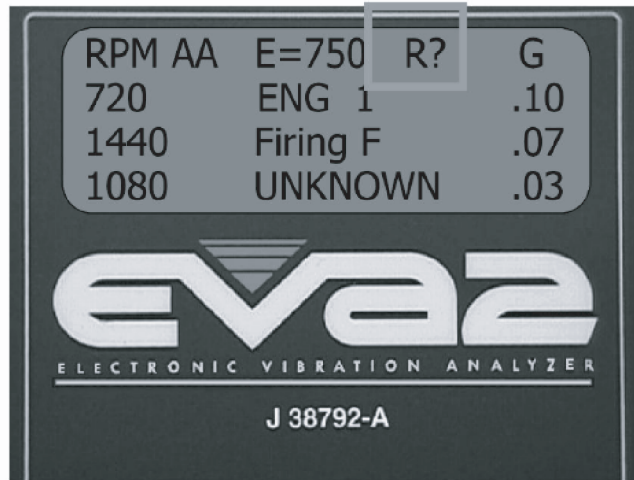 RPM AA E=750 R? G
720 ENG 1 .10
1440 Firing F .07
1080 UNKNOWN .03
eva2
ELECTRONIC VIBRATION ANALYZER
J 38792-A